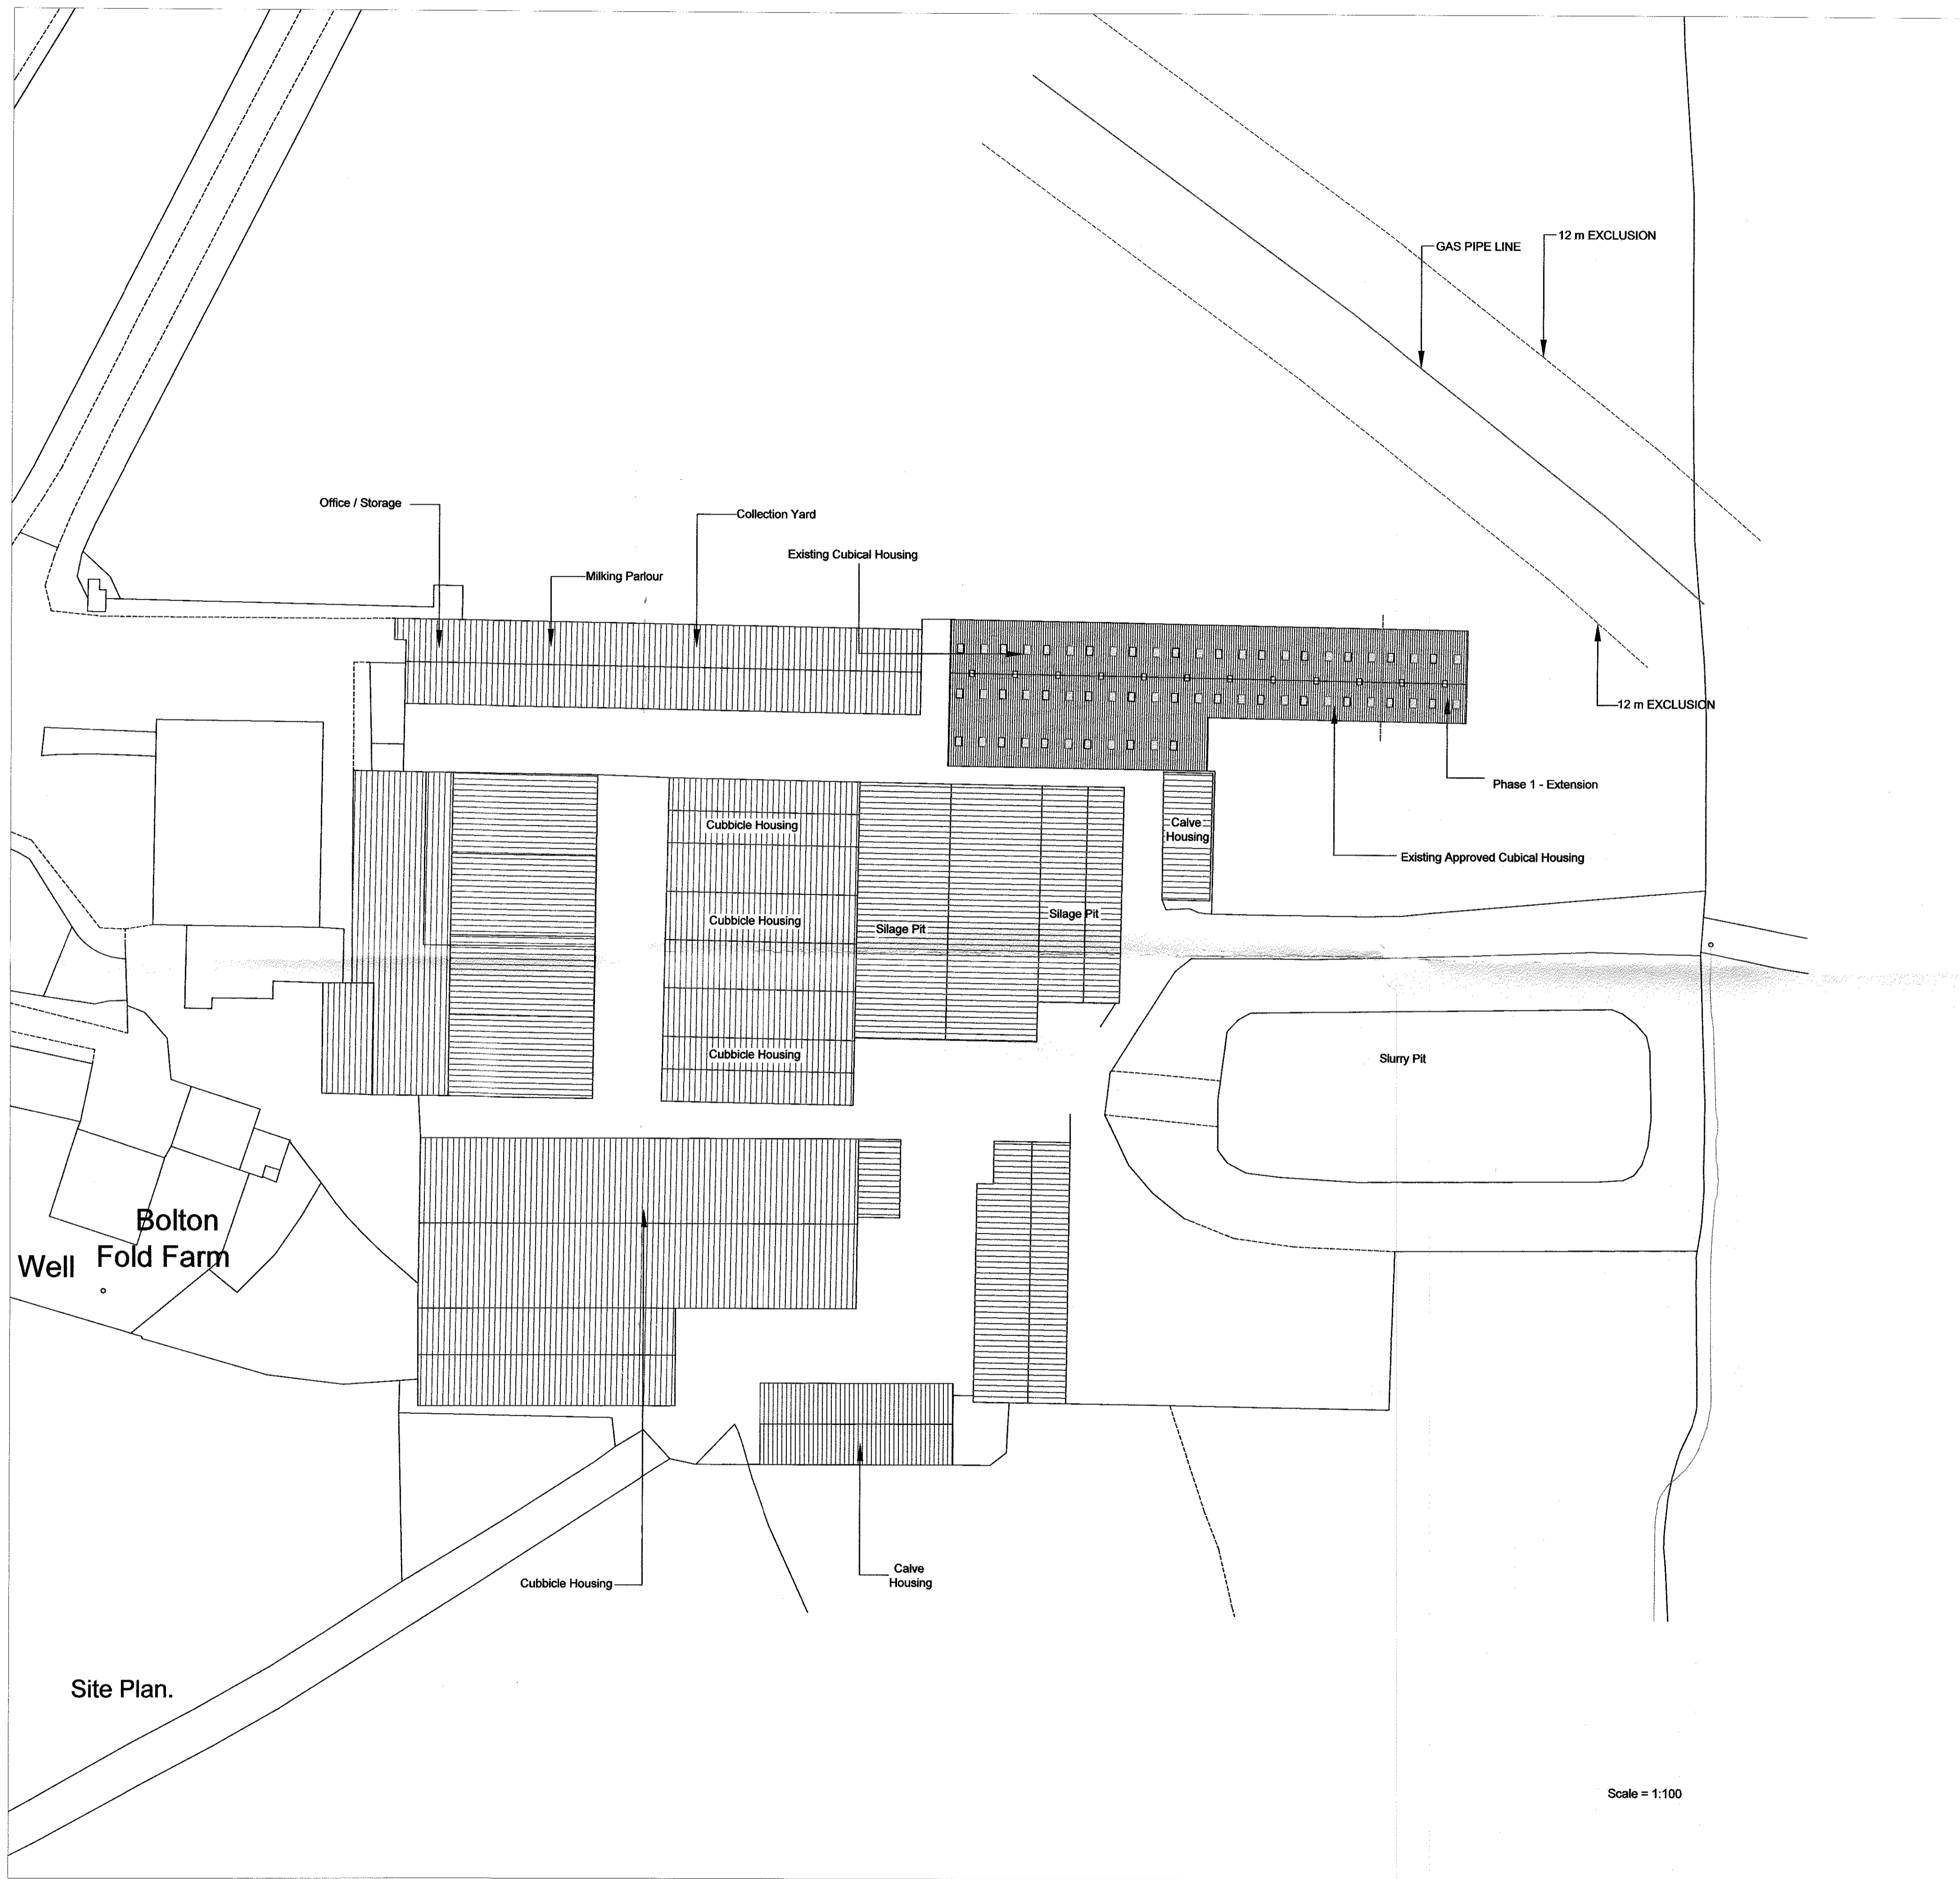 12 m EXCLUSION
GAS PIPE LINE
Office / Storage
Collection Yard
Existing Cubical Housing
Milking Parlour
12 m EXCLUSION
Phase 1 - Extension
Cubbicle Housing
Calve
Housing
Existing Approved Cubical Housing
Silage Pit
Cubbicle Housing
Silage Pit
Cubbicle Housing
Slurry Pit
Bolton
Fold Farm
Well
Calve
Housing
Cubbicle Housing
Site Plan.
Scale = 1:100